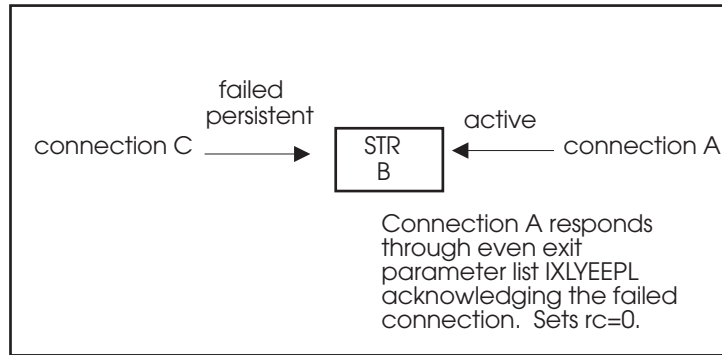 failed
persistent
active
connection C
STR
B
connection A
Connection A responds
through even exit
parameter list IXLYEEPL
acknowledging the failed
connection. Sets rc=0.